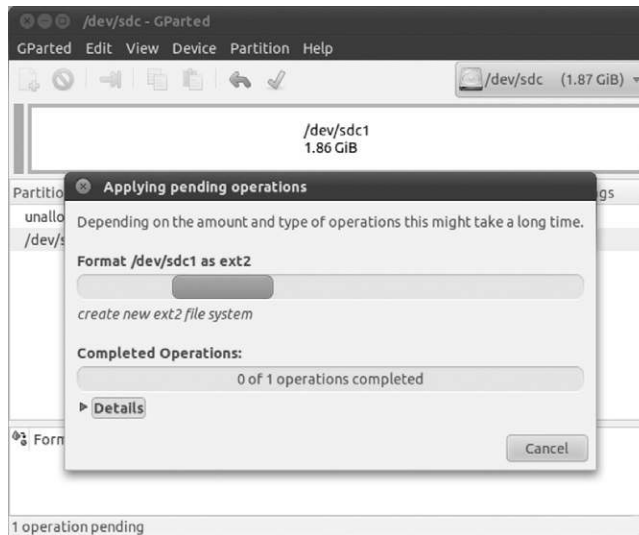 /dev/sdc - GParted
GParted Edit View Device Partition Help
/dev/sdc (1.87 GiB)
/dev/sdc1
1.86 GiB
Partitio
gs
unallo
/dev/s
Applying pending operations
Depending on the amount and type of operations this might take a long time.
Format /dev/sdc1 as ext2
create new ext2 file system
Completed Operations:
0 of 1 operations completed
Details
Form
Cancel
1 operation pending